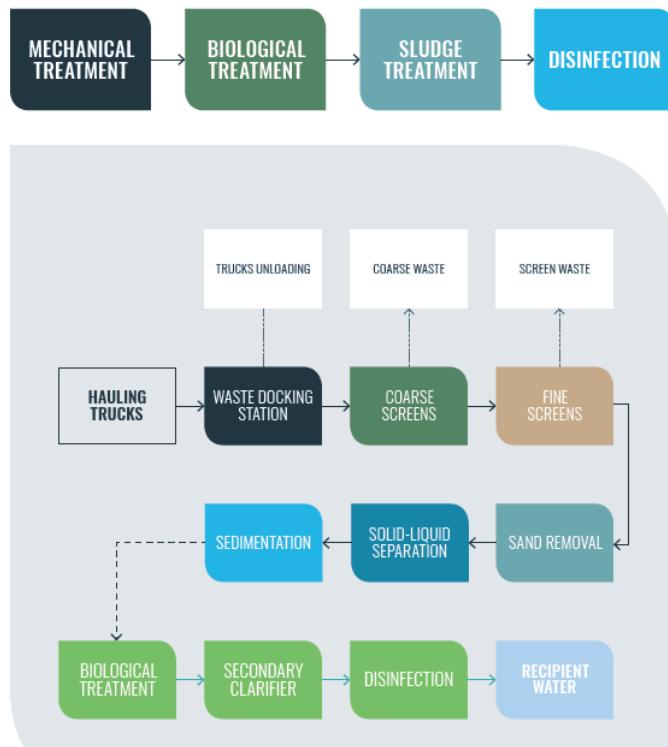 MECHANICAL
TREATMENT
BIOLOGICAL
TREATMENT
SLUDGE
TREATMENT
DISINFECTION
TRUCKS UNLOADING
COARSE WASTE
SCREEN WASTE
HAULING
TRUCKS
WASTE DOCKING
STATION
COARSE
SCREENS
FINE
SCREENS
SEDIMENTATION
SOLID-LIQUID
SEPARATION
SAND REMOVAL
BIOLOGICAL
TREATMENT
SECONDARY
CLARIFIER
DISINFECTION
RECIPIENT
WATER